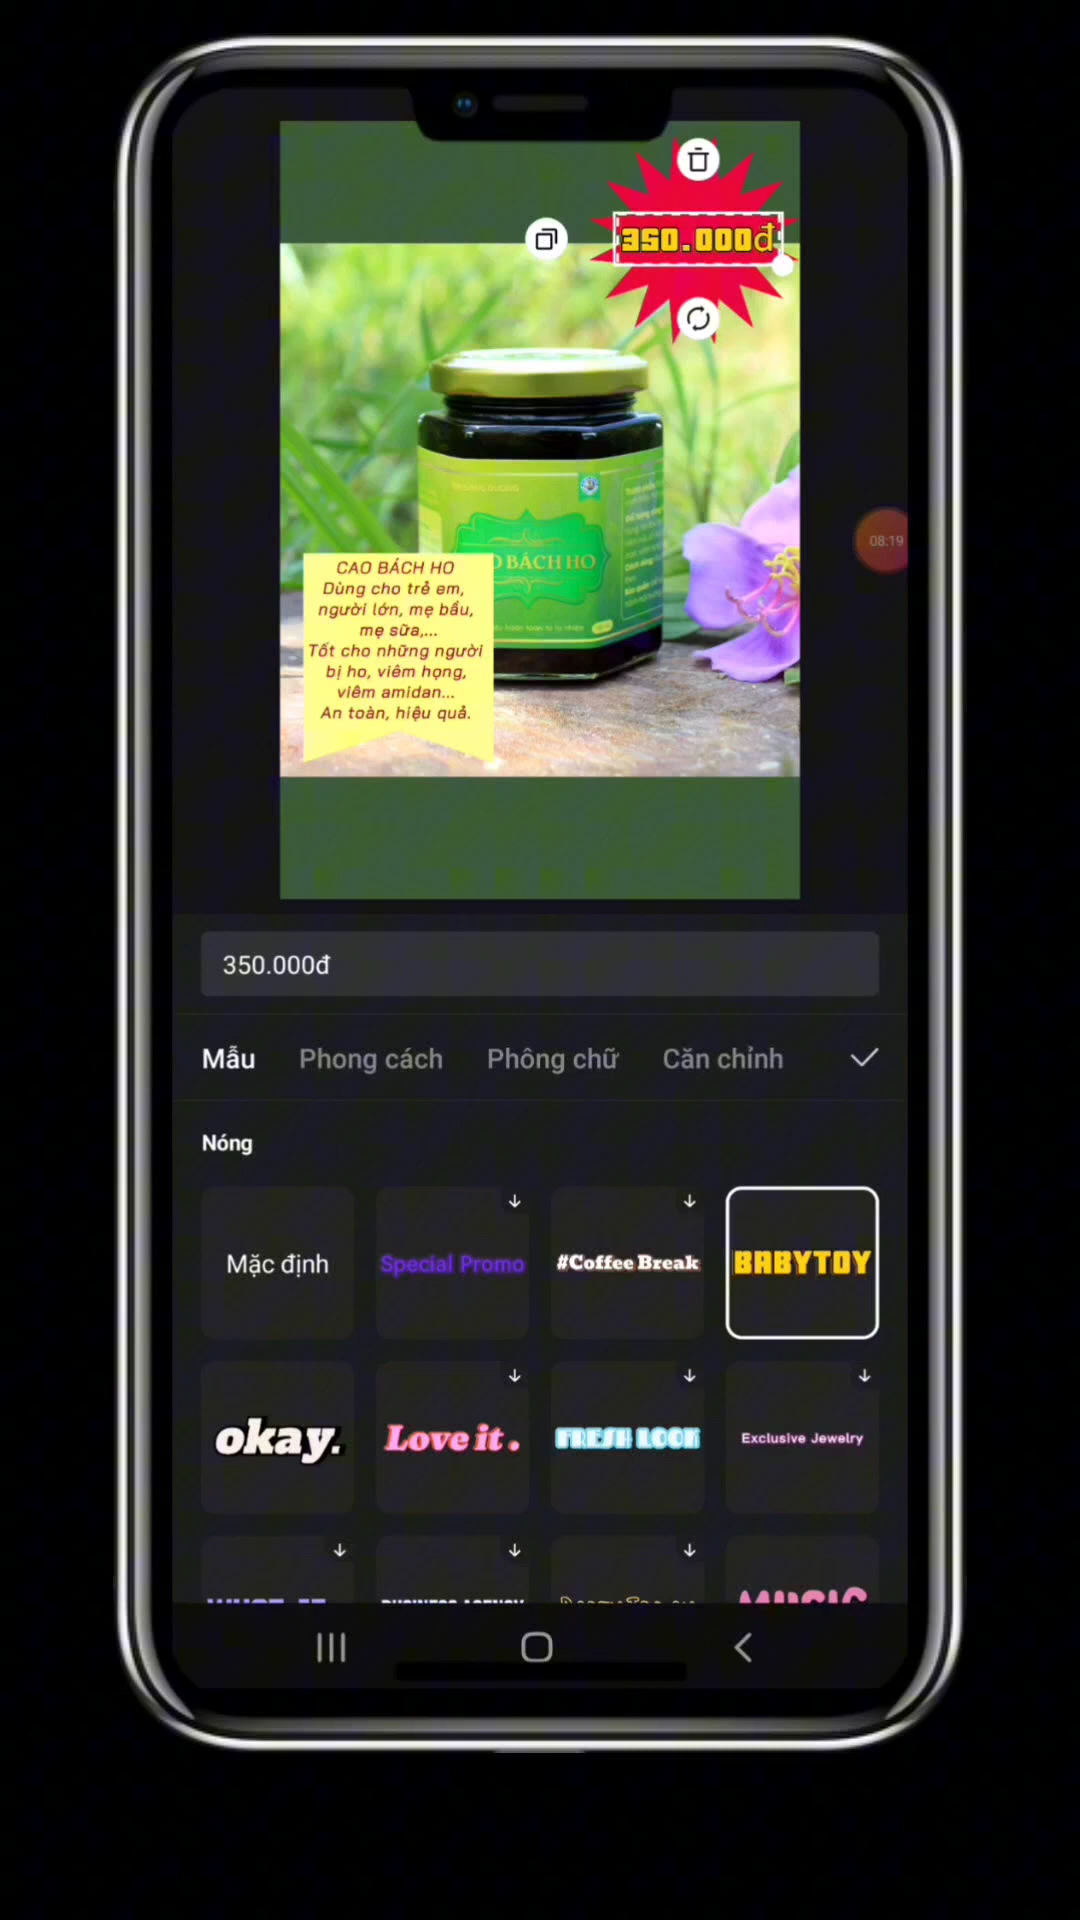 350.000đ
BÁCH HO
CAO BÁCH HO
Dùng cho trẻ em,
người lớn, mẹ bầu,
mẹ sữa,...
Tốt cho những người
bị ho, viêm họng,
viêm amidan...
An toàn, hiệu quả.
08:19
350.000đ
Mẫu
Phong cách
Phông chữ
Căn chỉnh
Nóng
Mặc định
Special Promo
#Coffee Break
BABYTOY
okay.
Love it.
FRESH LOOK
Exclusive Jewelry
BUSINESS AGENCY
MUSIC